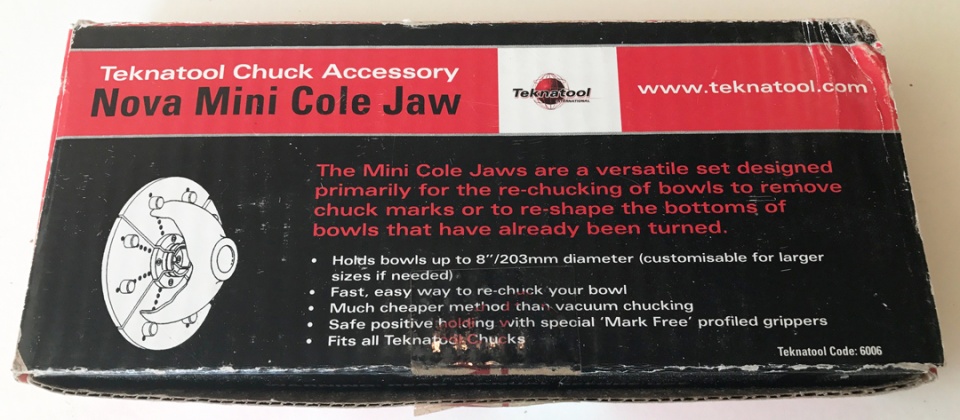 Teknatool Chuck Accessory
Nova Mini Cole Jaw
Teknatool
INTERNATIONAL
www.teknatool.com
The Mini Cole Jaws are a versatile set designed
primarily for the re-chucking of bowls to remove
chuck marks or to re-shape the bottoms of
bowls that have already been turned.
• Holds bowls up to 8"/203mm diameter (customisable for larger
sizes if needed)
• Fast, easy way to re-chuck your bowl
• Much cheaper method than vacuum chucking
• Safe positive holding with special 'Mark Free' profiled grippers
• Fits all Teknatool Chucks
Teknatool Code: 6006